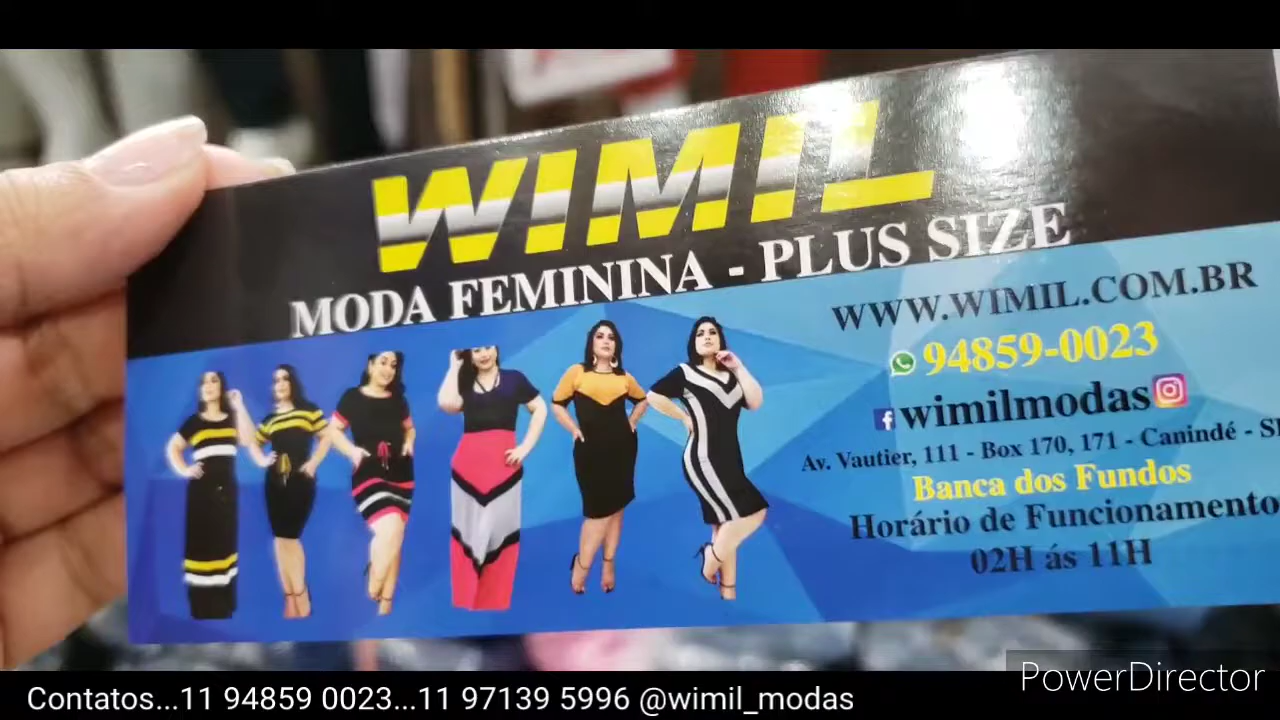 WIMIL
MODA FEMININA - PLUS SIZE
WWW.WIMIL.COM.BR
94859-0023
wimilmodas
Av. Vautier, 111 - Box 170, 171 - Canindé -
Banca dos Fundos
Horário de Funcionamento
02H ás 11H
PowerDirector
Contatos...11 94859 0023...11 97139 5996 @wimil_modas